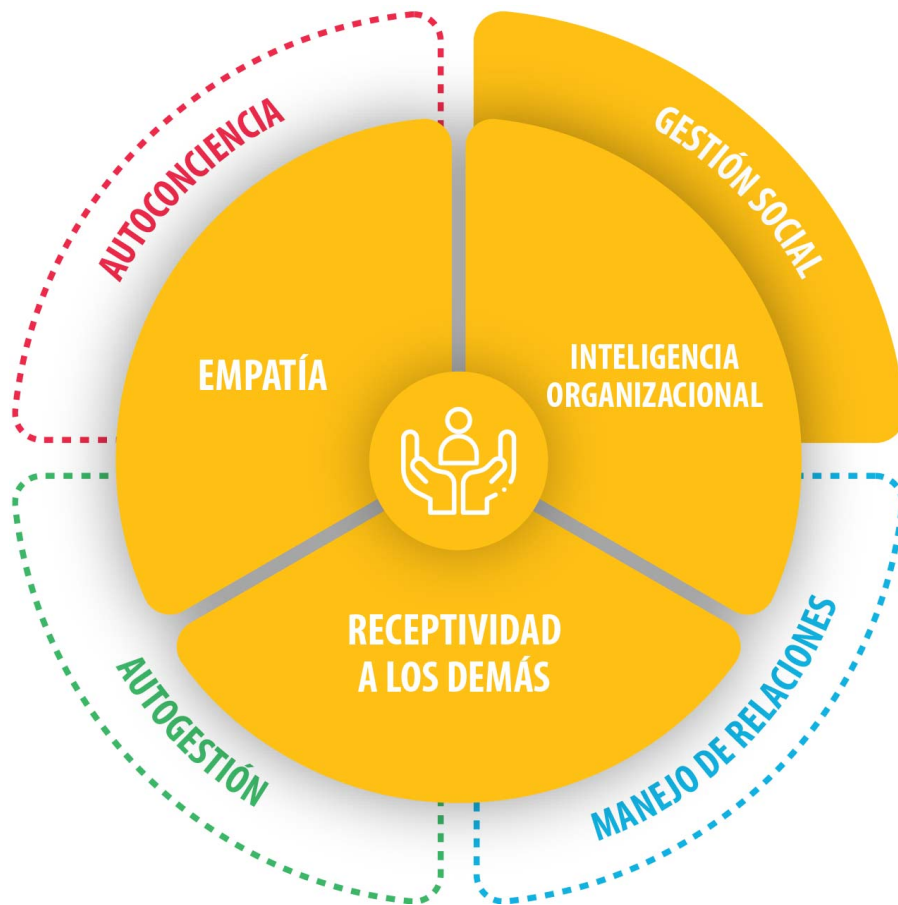 AUTOCONCIENCIA
GESTIÓN SOCIAL
EMPATÍA
INTELIGENCIA
ORGANIZACIONAL
RECEPTIVIDAD
A LOS DEMÁS
AUTOGESTIÓN
MANEJO DE RELACIONES